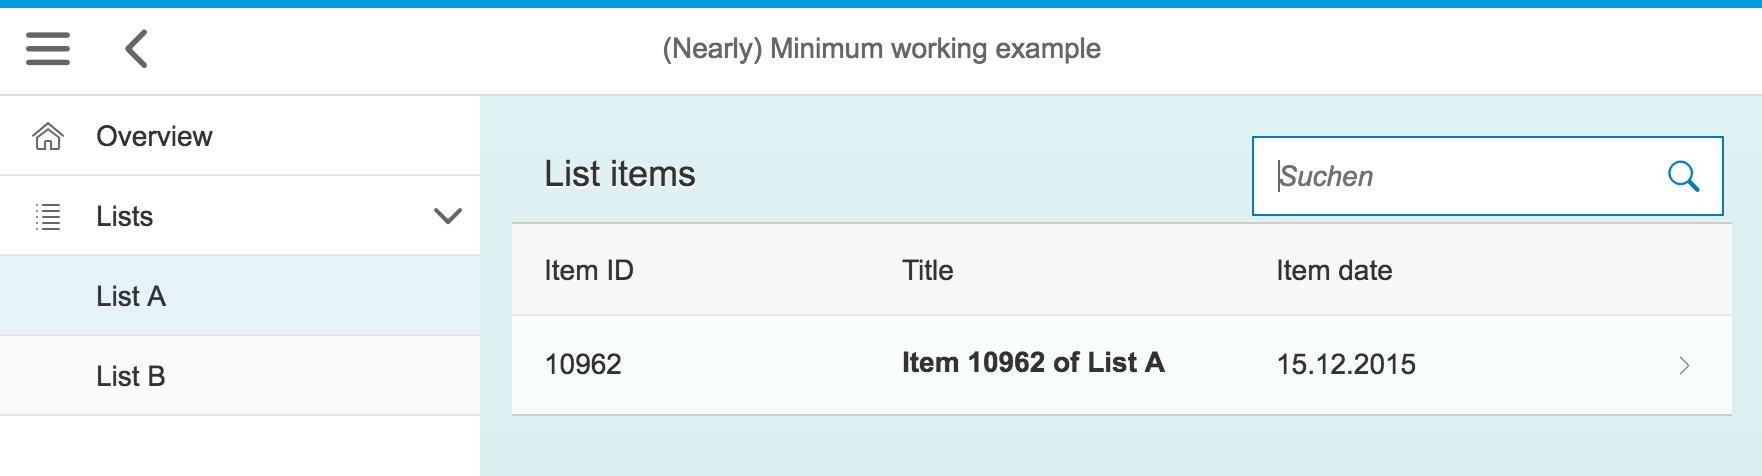 (Nearly) Minimum working example
Overview
Lists
List A
List B
List items
Suchen
Item ID Title Item date
10962 Item 10962 of List A 15.12.2015